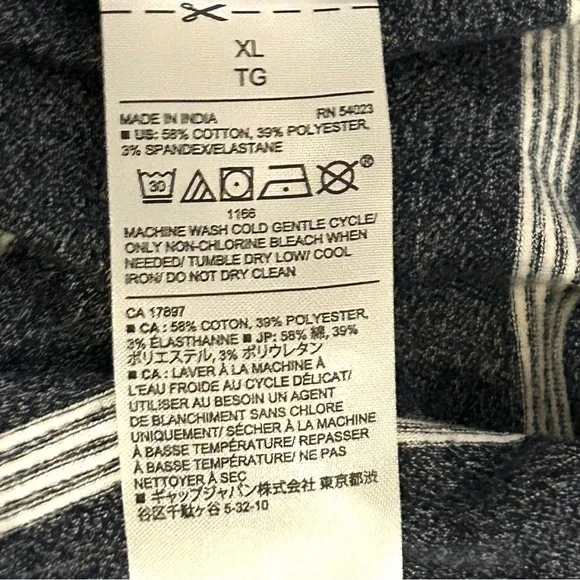 XL
TG
MADE IN INDIA RN 54023
■ US: 58% COTTON, 39% POLYESTER,
3% SPANDEX/ELASTANE
30
®
1166
MACHINE WASH COLD GENTLE CYCLE/
ONLY NON-CHLORINE BLEACH WHEN
NEEDED/ TUMBLE DRY LOW/ COOL
IRON/ DO NOT DRY CLEAN
CA 17897
■ CA : 58% COTTON, 39% POLYESTER,
3% ÉLASTHANNE ■ JP: 58% 綿, 39%
ポリエステル, 3% ポリウレタン
■ CA : LAVER À LA MACHINE À
L'EAU FROIDE AU CYCLE DÉLICAT/
UTILISER AU BESOIN UN AGENT
DE BLANCHIMENT SANS CHLORE
UNIQUEMENT/ SÉCHER À LA MACHINE
À BASSE TEMPÉRATURE/ REPASSER
À BASSE TEMPÉRATURE/ NE PAS
NETTOYER À SEC
■ ギャップジャパン株式会社 東京都渋
谷区千駄ヶ谷 5-32-10